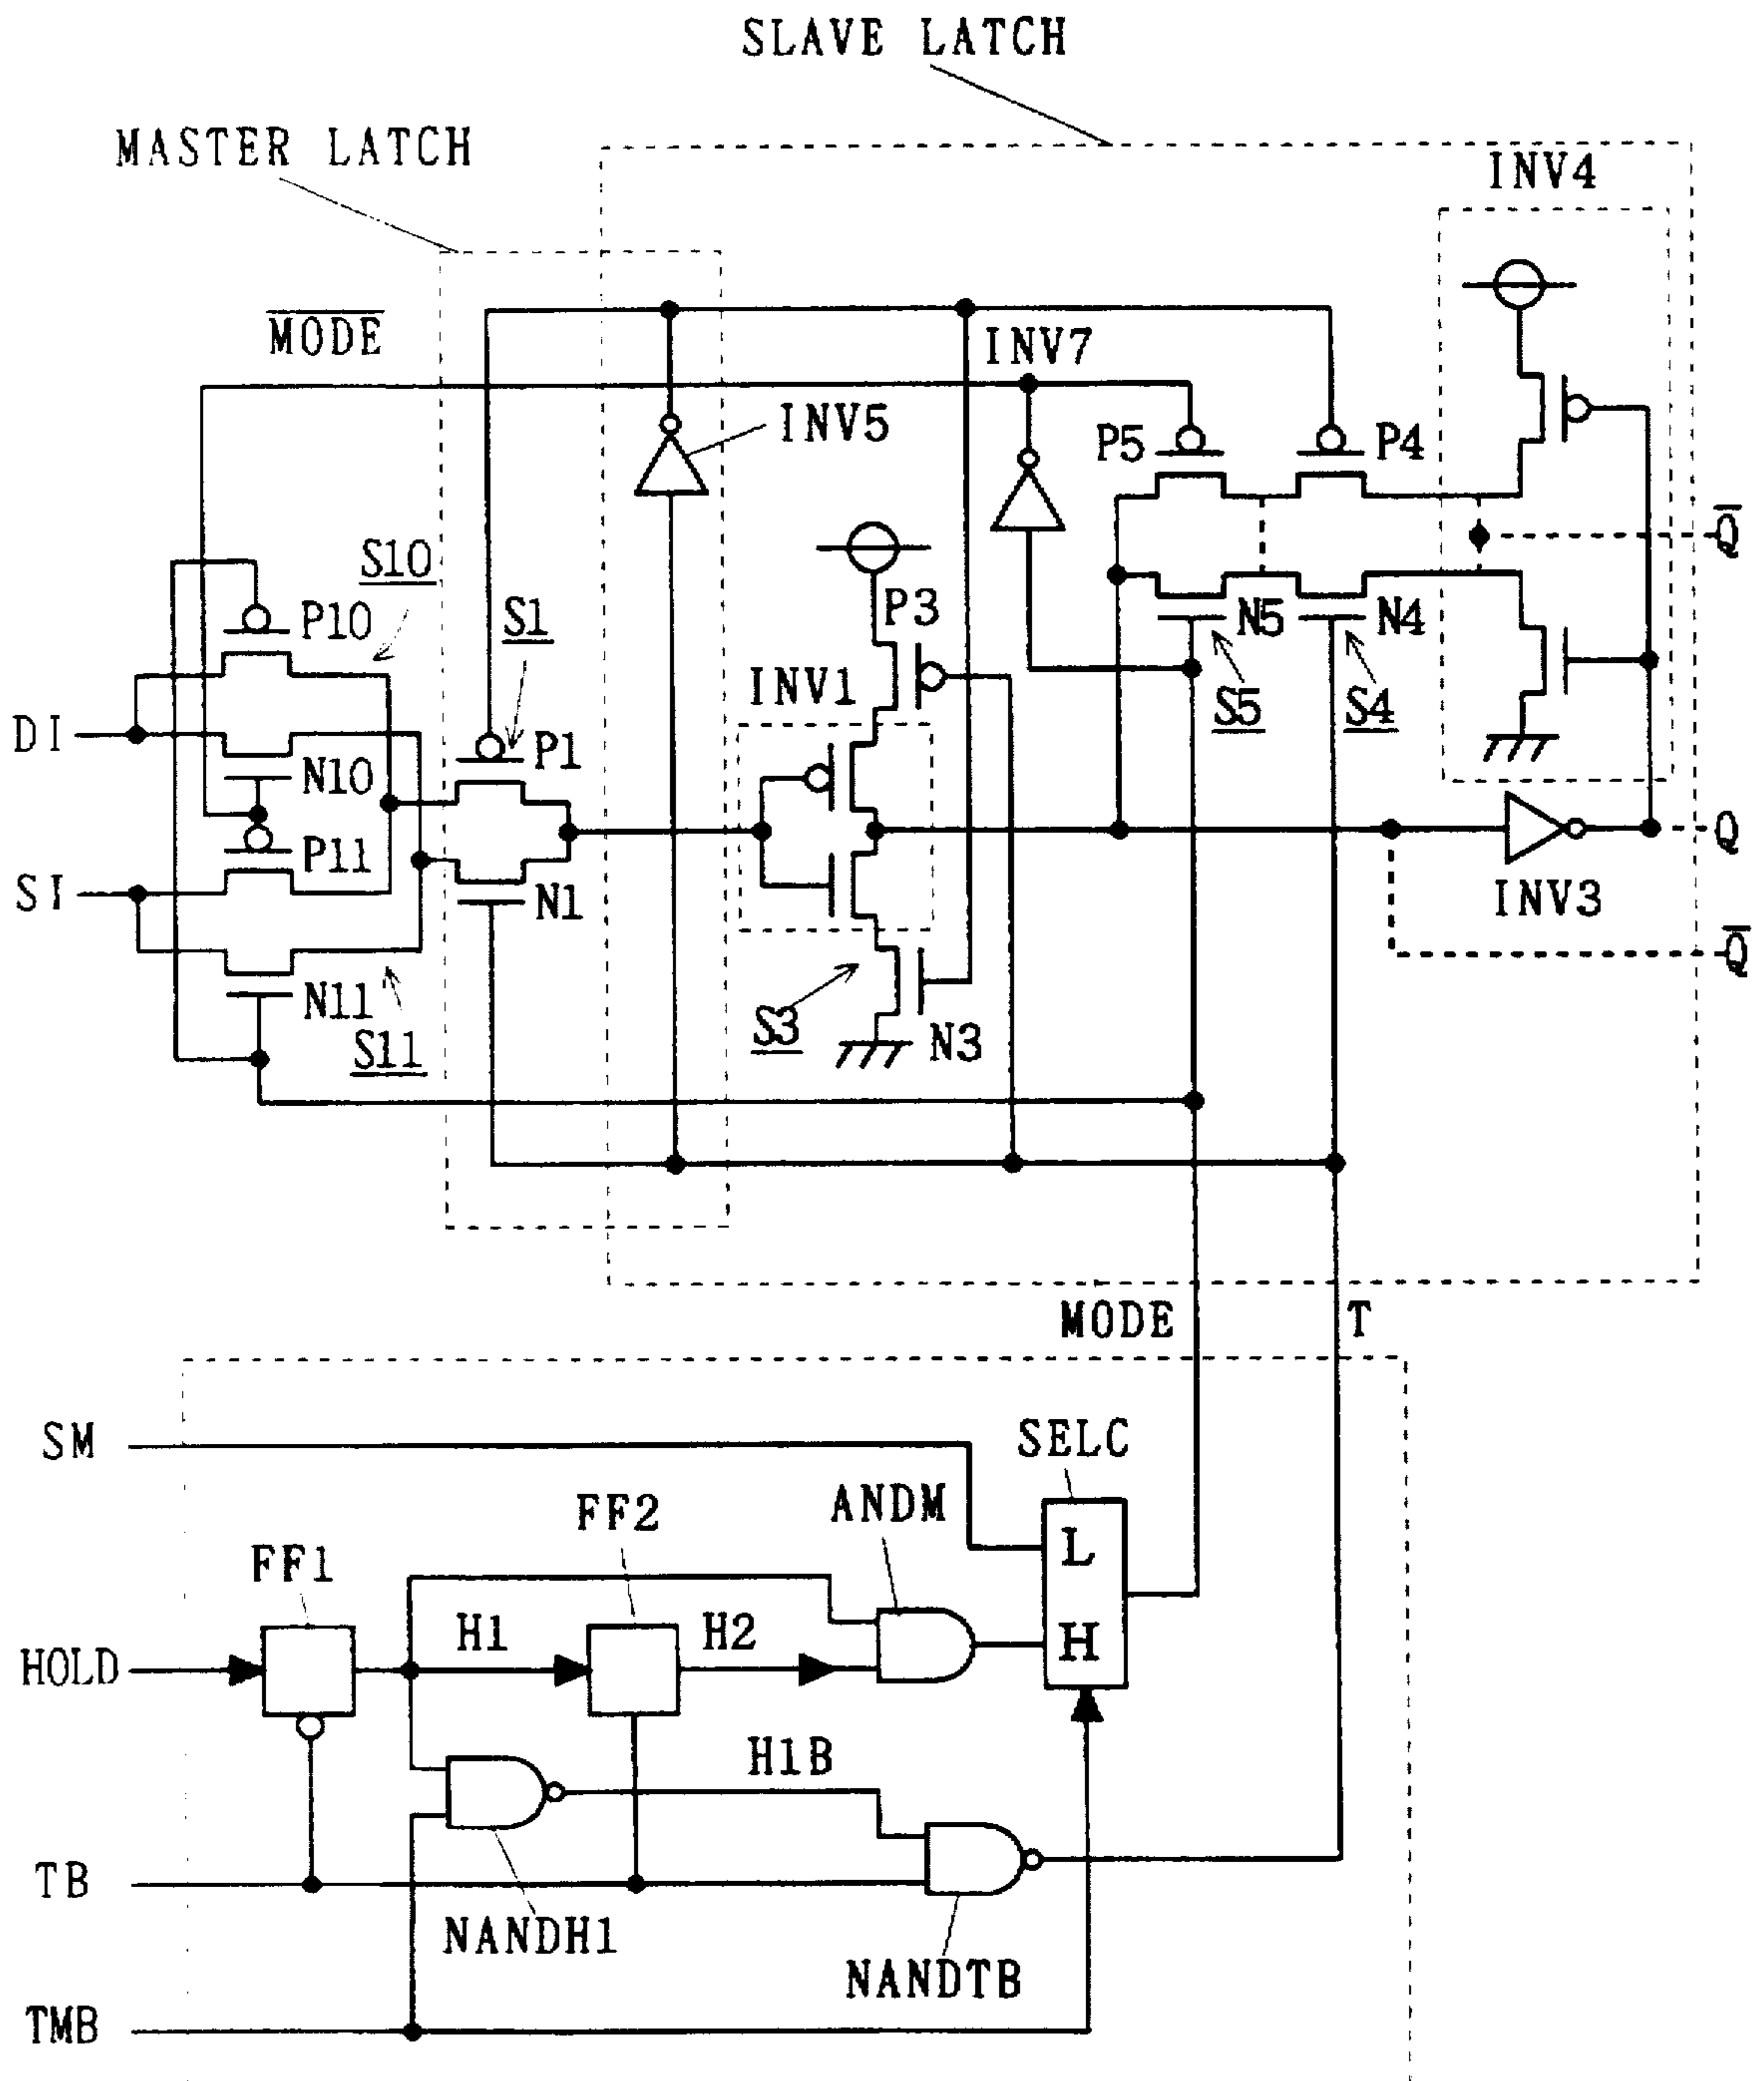 SLAVE LATCH
MASTER LATCH
INV4
M̅O̅D̅E̅
INV7
INV5
P5
P4
Q̅
S10
P10
S1
P3
N5
N4
INV1
S5
S4
DI
P1
N10
P11
Q
SI
N1
INV3
Q̅
N11
S3
N3
S11
MODE
T
SM
SELC
FF2
ANDM
L
FF1
H1
H2
H
HOLD
H1B
TB
NANDH1
NANDTB
TMB